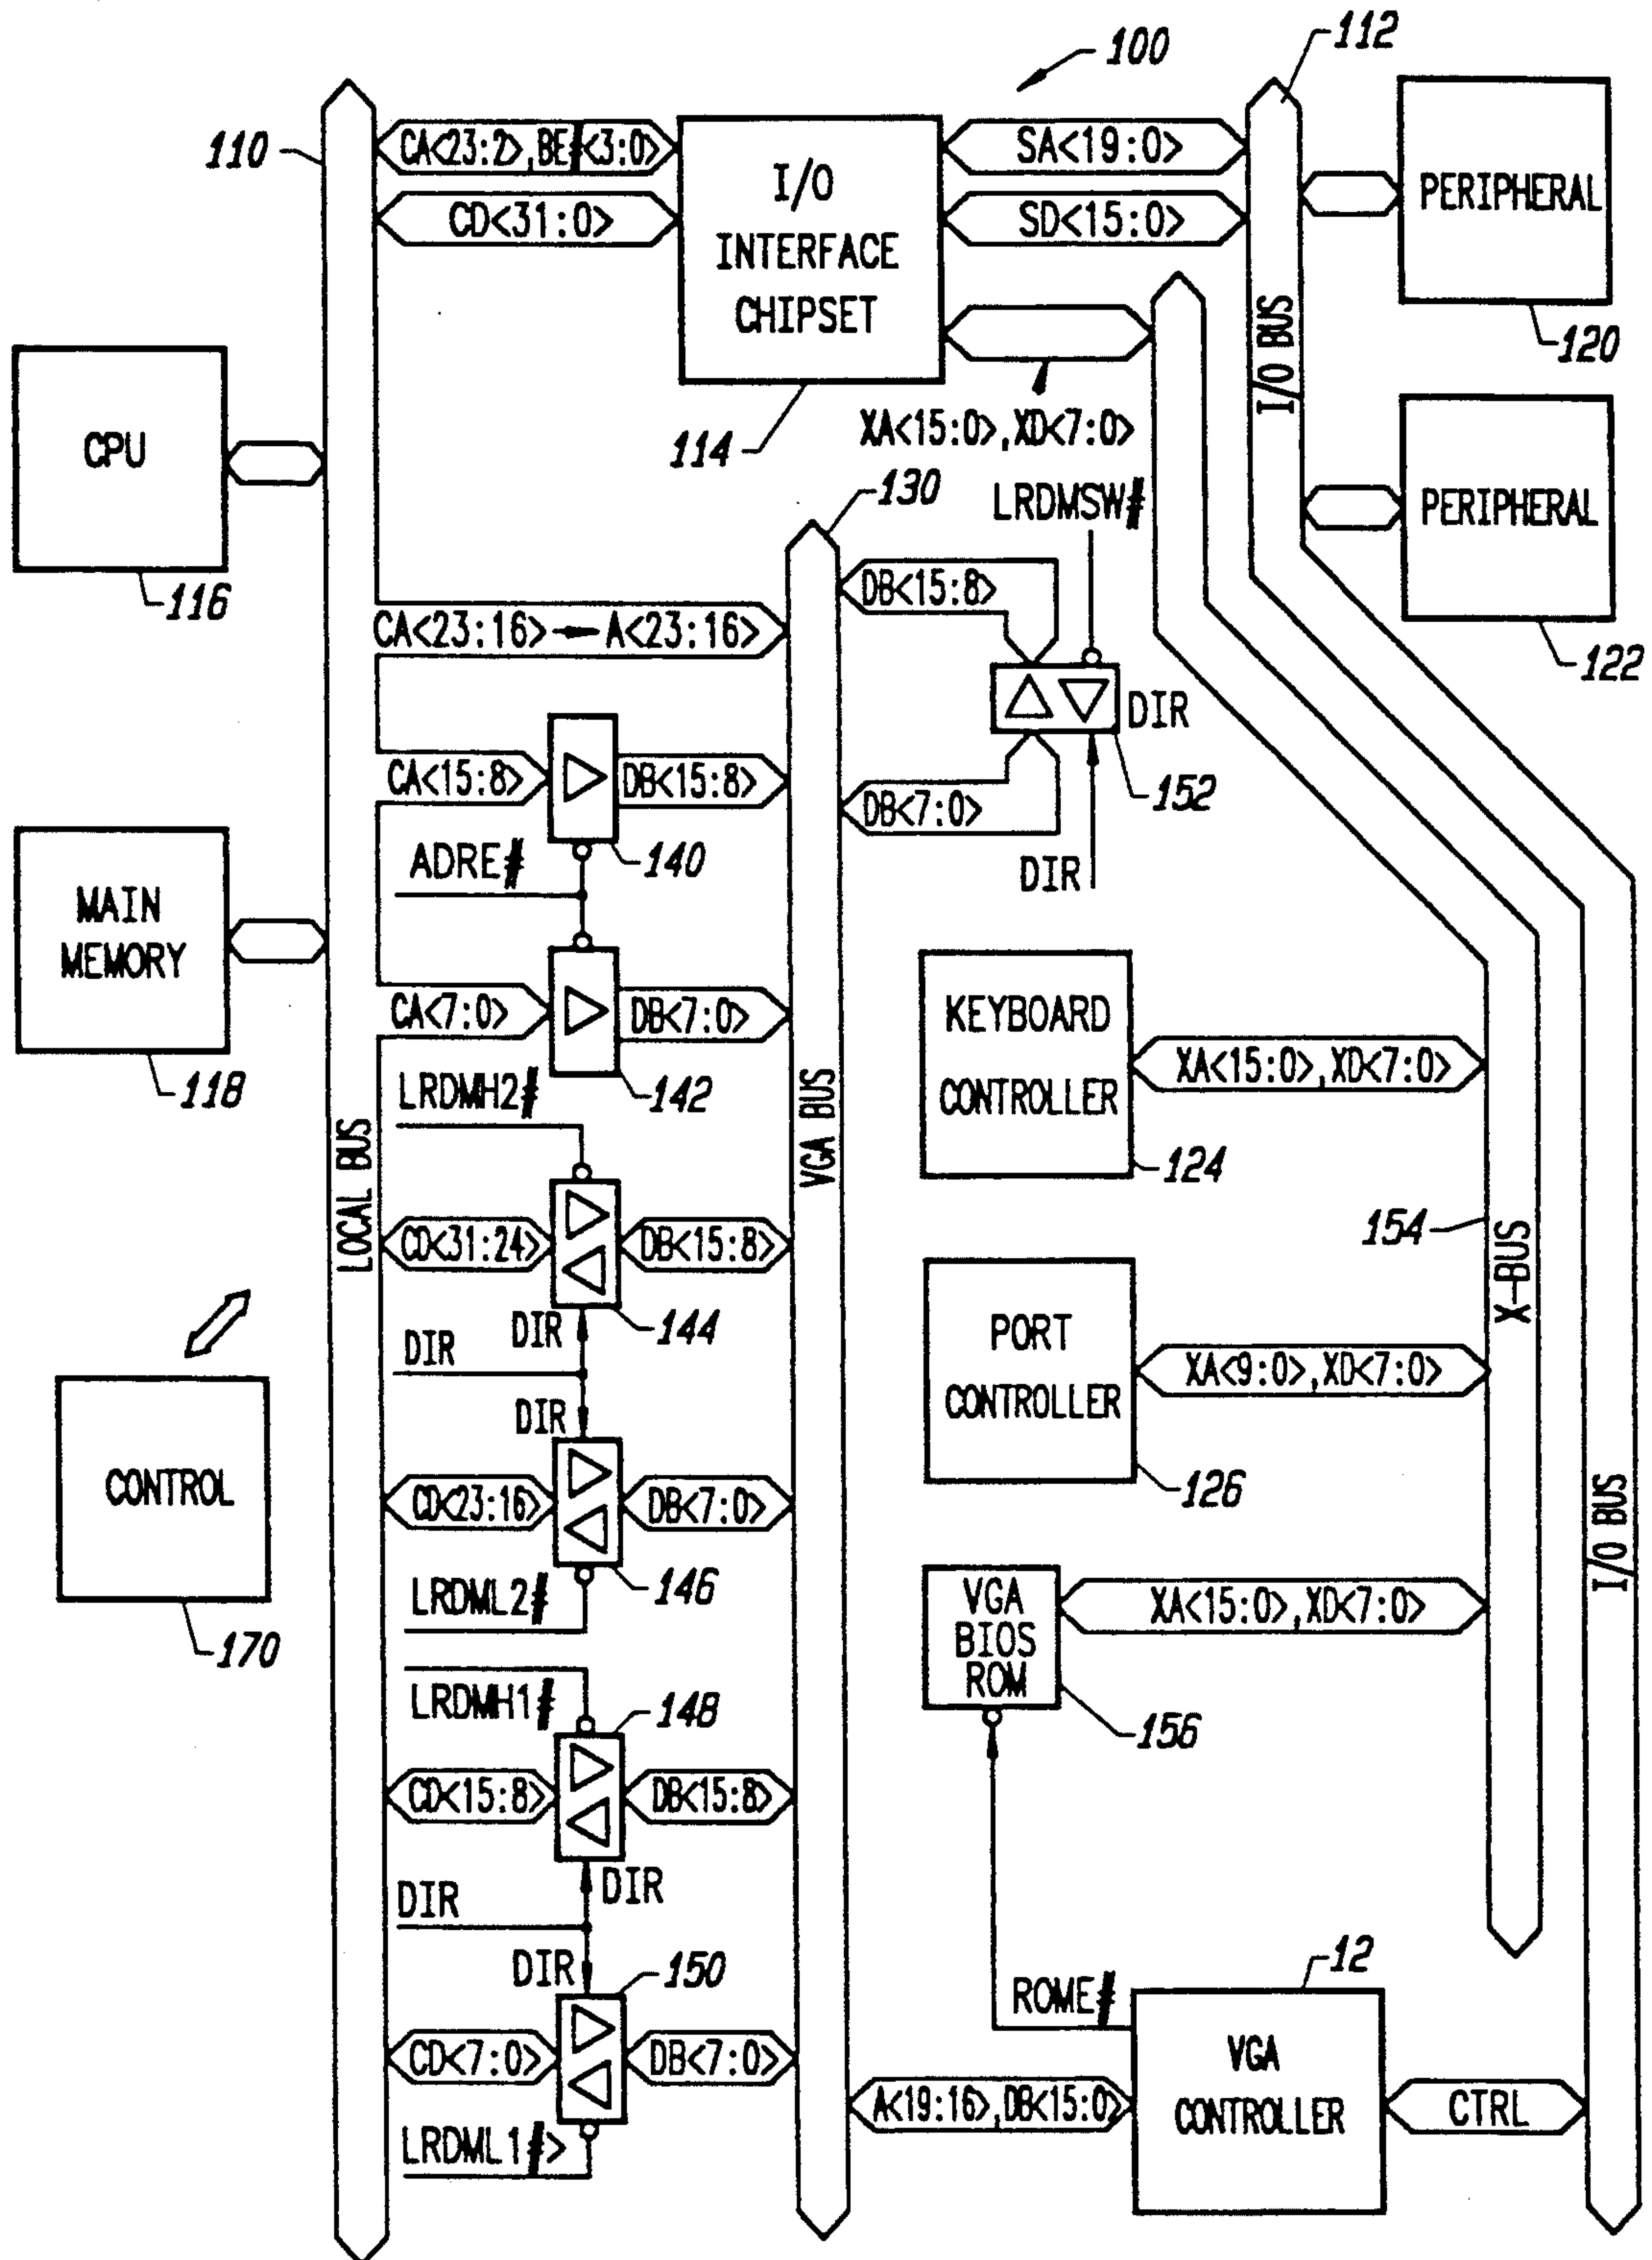 100
112
110
CA<23:2>,BE#<3:0>
I/O
INTERFACE
CHIPSET
SA<19:0>
PERIPHERAL
CD<31:0>
SD<15:0>
I/O BUS
120
CPU
116
114
XA<15:0>,XD<7:0>
130
LRDMSW#
PERIPHERAL
122
DB<15:8>
CA<23:16> A<23:16>
DIR
152
CA<15:8>
DB<15:8>
DB<7:0>
140
ADRE#
DIR
MAIN
MEMORY
118
CA<7:0>
DB<7:0>
142
KEYBOARD
CONTROLLER
124
XA<15:0>,XD<7:0>
LRDMH2#
LOCAL BUS
VGA BUS
CD<31:24>
DB<15:8>
144
154
X-BUS
DIR
DIR
DIR
PORT
CONTROLLER
126
XA<9:0>,XD<7:0>
CONTROL
170
CD<23:16>
DB<7:0>
146
LRDML2#
I/O BUS
VGA
BIOS
ROM
156
XA<15:0>,XD<7:0>
LRDMH1#
148
CD<15:8>
DB<15:8>
DIR
DIR
DIR
150
12
ROME#
CD<7:0>
DB<7:0>
VGA
CONTROLLER
A<19:16>,DB<15:0>
CTRL
LRDML1#>